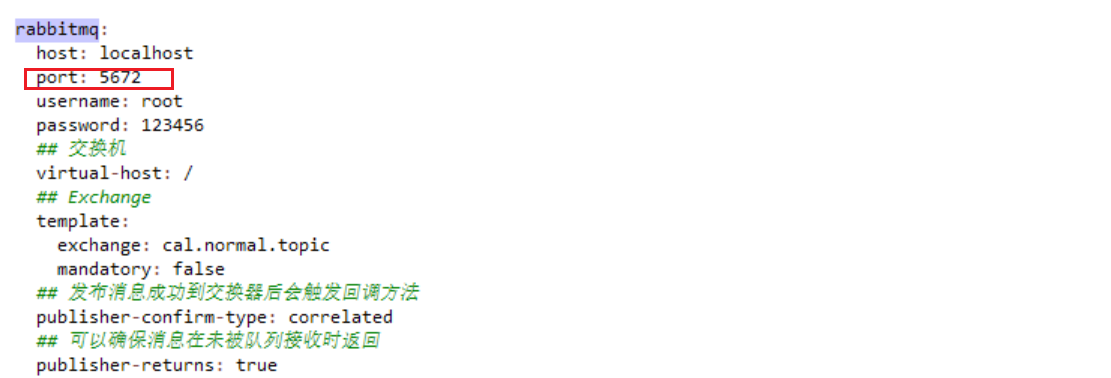 rabbitmq:
host: localhost
port: 5672
username: root
password: 123456
## 交换机
virtual-host: /
## Exchange
template:
exchange: cal.normal.topic
mandatory: false
## 发布消息成功到交换器后会触发回调方法
publisher-confirm-type: correlated
## 可以确保消息在未被队列接收时返回
publisher-returns: true